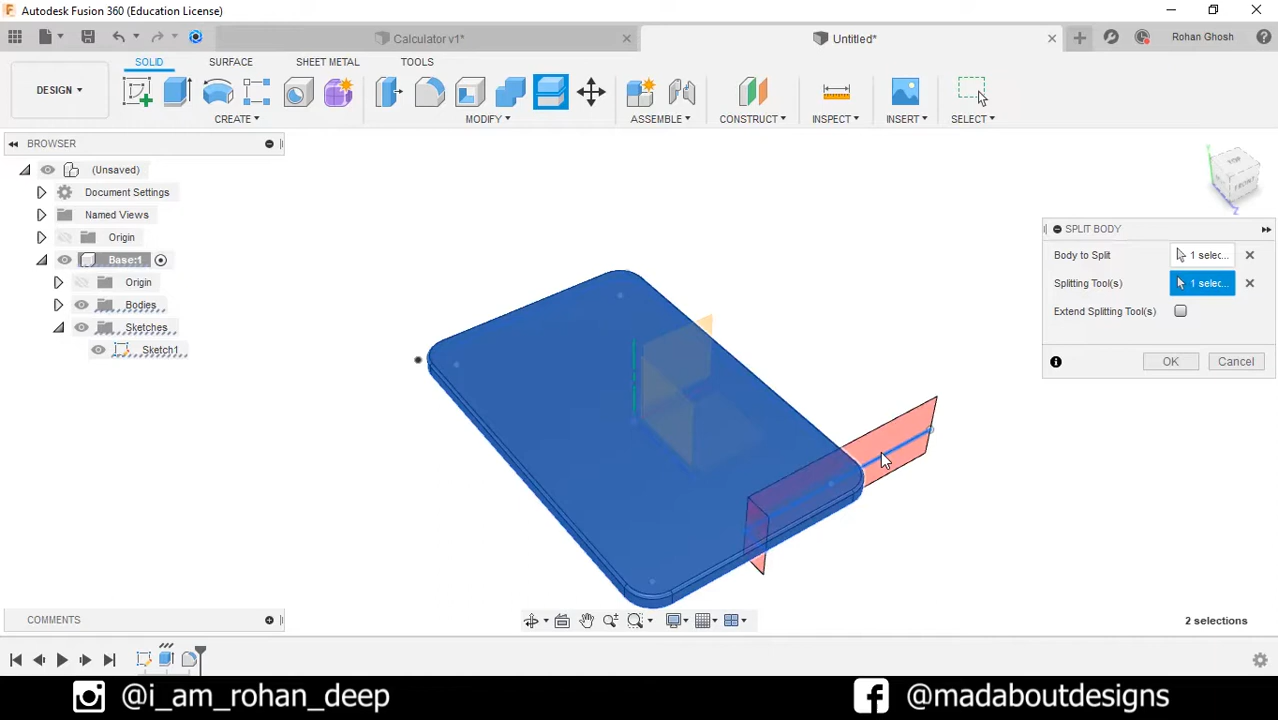 Autodesk Fusion 360 (Education License)
Calculator v1*
Untitled*
Rohan Ghosh
SOLID
SURFACE
SHEET METAL
TOOLS
DESIGN
CREATE
MODIFY
ASSEMBLE
CONSTRUCT
INSPECT
INSERT
SELECT
BROWSER
(Unsaved)
Document Settings
Named Views
Origin
Base:1
Origin
Bodies
Sketches
Sketch1
TOP
FRONT
SPLIT BODY
Body to Split
1 selec...
Splitting Tool(s)
1 selec...
Extend Splitting Tool(s)
OK
Cancel
COMMENTS
2 selections
@i_am_rohan_deep
@madaboutdesigns